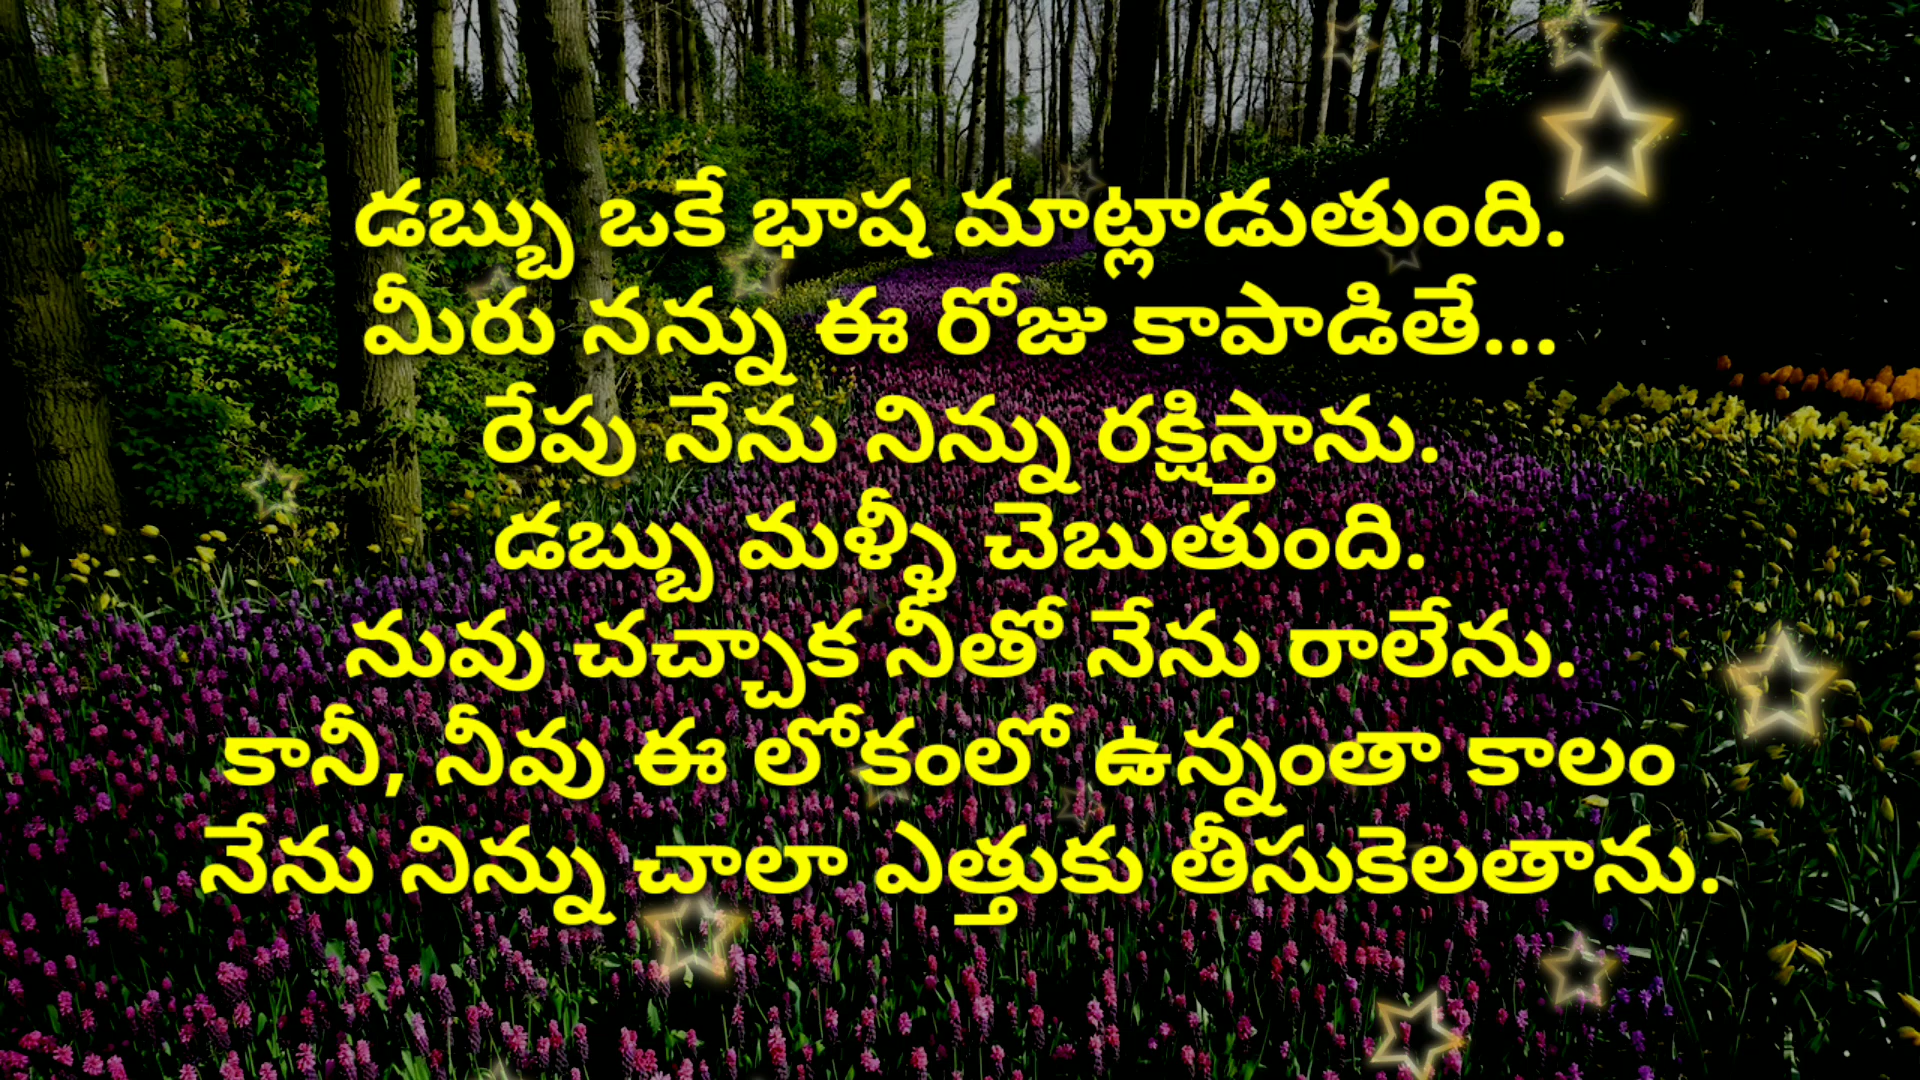 డబ్బు ఒకే భాష మాట్లాడుతుంది.
మీరు నన్ను ఈ రోజు కాపాడితే...
రేపు నేను నిన్ను రక్షిస్తాను.
డబ్బు మళ్ళీ చెబుతుంది.
నువు చచ్చాక నీతో నేను రాలేను.
కానీ, నీవు ఈ లోకంలో ఉన్నంతా కాలం
నేను నిన్ను చాలా ఎత్తుకు తీసుకెలతాను.